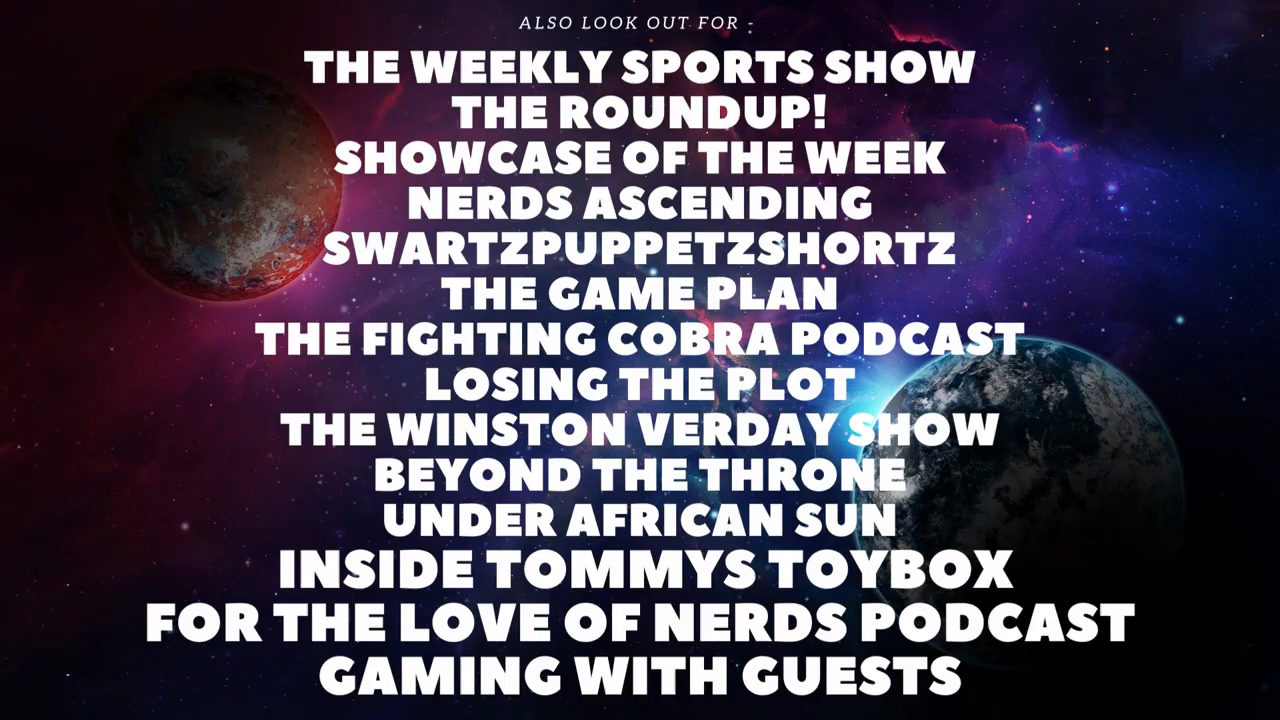 ALSO LOOK OUT FOR -
THE WEEKLY SPORTS SHOW
THE ROUNDUP!
SHOWCASE OF THE WEEK
NERDS ASCENDING
SWARTZPUPPETZSHORTZ
THE GAME PLAN
THE FIGHTING COBRA PODCAST
LOSING THE PLOT
THE WINSTON VERDAY SHOW
BEYOND THE THRONE
UNDER AFRICAN SUN
INSIDE TOMMYS TOYBOX
FOR THE LOVE OF NERDS PODCAST
GAMING WITH GUESTS